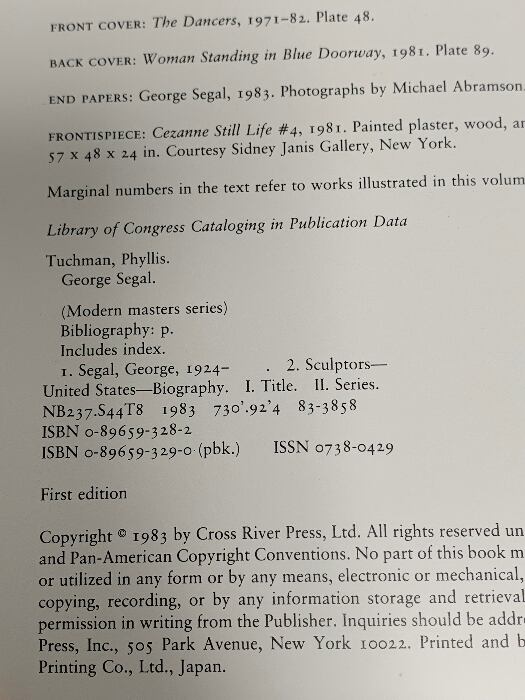 FRONT COVER: The Dancers, 1971–82. Plate 48.
BACK COVER: Woman Standing in Blue Doorway, 1981. Plate 89.
END PAPERS: George Segal, 1983. Photographs by Michael Abramson.
FRONTISPIECE: Cezanne Still Life #4, 1981. Painted plaster, wood, an
57 x 48 x 24 in. Courtesy Sidney Janis Gallery, New York.
Marginal numbers in the text refer to works illustrated in this volum
Library of Congress Cataloging in Publication Data
Tuchman, Phyllis.
George Segal.
(Modern masters series)
Bibliography: p.
Includes index.
1. Segal, George, 1924– . 2. Sculptors—
United States—Biography. I. Title. II. Series.
NB237.S44T8 1983 730'.92'4 83-3858
ISBN 0-89659-328-2
ISBN 0-89659-329-0 (pbk.) ISSN 0738-0429
First edition
Copyright © 1983 by Cross River Press, Ltd. All rights reserved un
and Pan-American Copyright Conventions. No part of this book m
or utilized in any form or by any means, electronic or mechanical,
copying, recording, or by any information storage and retrieval
permission in writing from the Publisher. Inquiries should be addre
Press, Inc., 505 Park Avenue, New York 10022. Printed and b
Printing Co., Ltd., Japan.